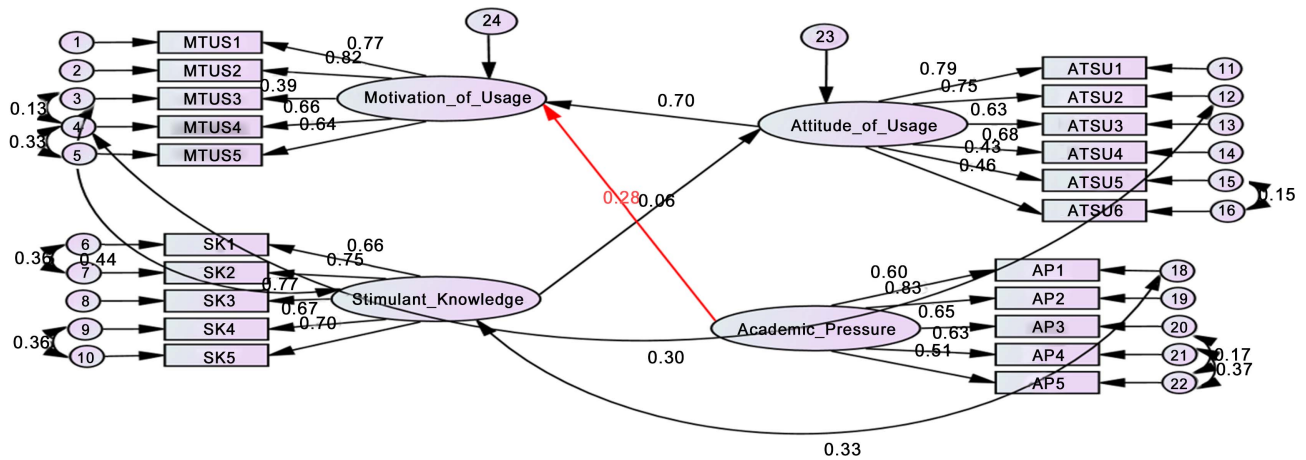 24
23
1 MTUS1 0.77
2 MTUS2 0.82
3 MTUS3 0.39
4 MTUS4 0.66
5 MTUS5 0.64
0.13
0.33
Motivation_of_Usage
0.70
Attitude_of_Usage
0.79 ATSU1 11
0.75 ATSU2 12
0.63 ATSU3 13
0.68 ATSU4 14
0.43 ATSU5 15
0.46 ATSU6 16
0.15
0.28
0.06
6 SK1 0.66
7 SK2 0.75
8 SK3 0.77
9 SK4 0.67
10 SK5 0.70
0.36
0.44
0.36
Stimulant_Knowledge
0.30
Academic_Pressure
0.60 AP1 18
0.83 AP2 19
0.65 AP3 20
0.63 AP4 21
0.51 AP5 22
0.17
0.37
0.33